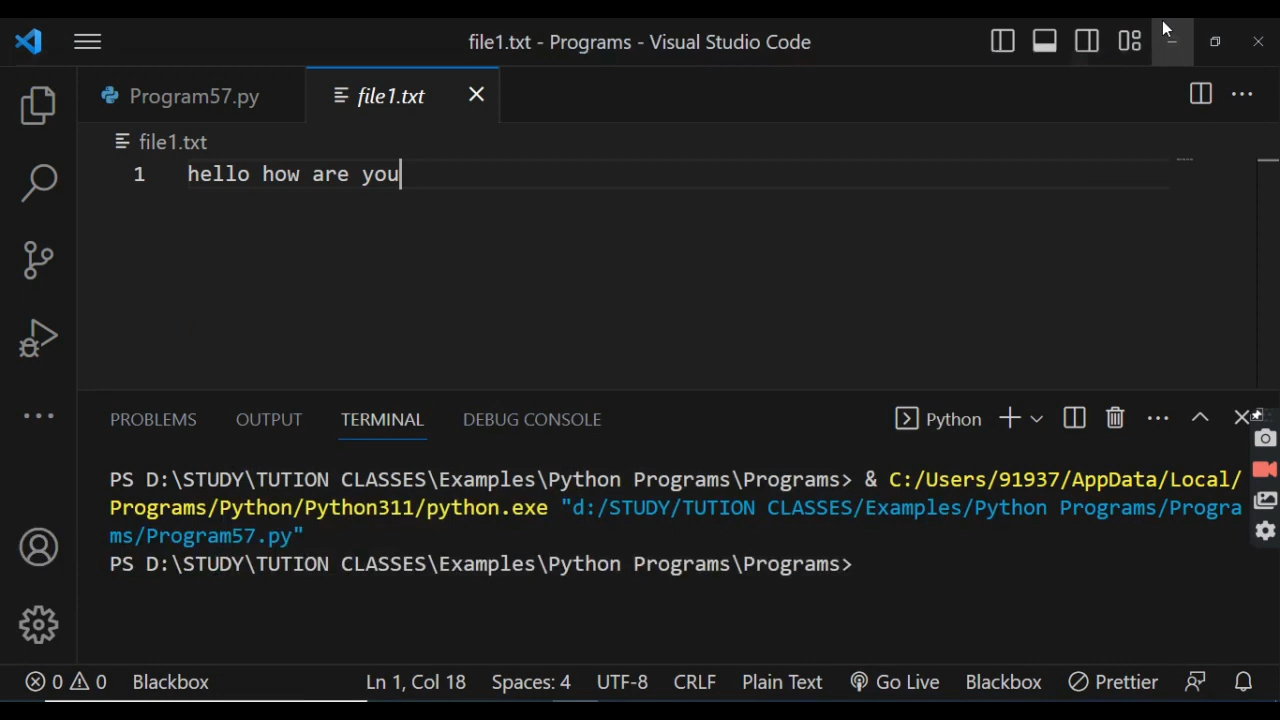 file1.txt - Programs - Visual Studio Code
Program57.py
file1.txt
file1.txt
1 hello how are you
PROBLEMS OUTPUT TERMINAL DEBUG CONSOLE
Python
PS D:\STUDY\TUTION CLASSES\Examples\Python Programs\Programs> & C:/Users/91937/AppData/Local/
Programs/Python/Python311/python.exe "d:/STUDY/TUTION CLASSES/Examples/Python Programs/Progra
ms/Program57.py"
PS D:\STUDY\TUTION CLASSES\Examples\Python Programs\Programs>
0 0 Blackbox Ln 1, Col 18 Spaces: 4 UTF-8 CRLF Plain Text Go Live Blackbox Prettier